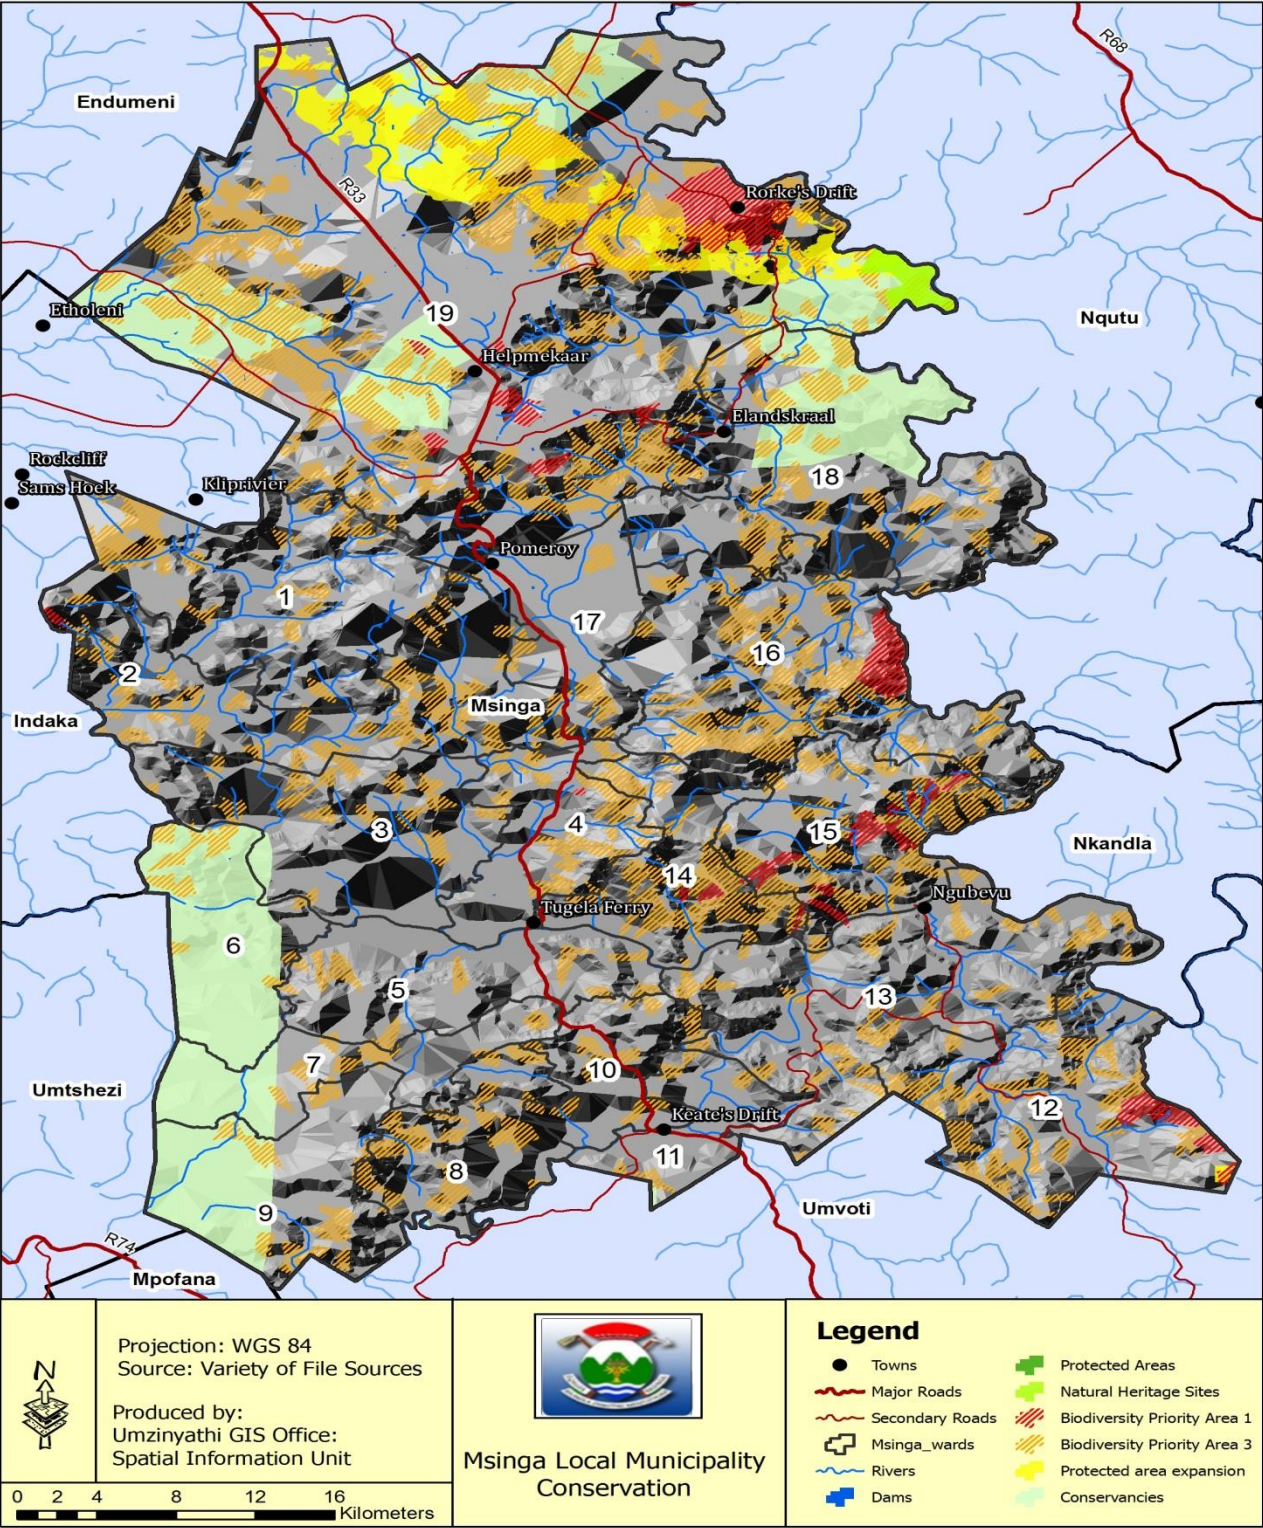 R68
Endumeni
R33
Rorke's Drift
Etholeni
19
Nqutu
Helpmekaar
Elandskraal
Rockcliff
Sams Hoek
Kliprivier
18
Pomeroy
1
17
16
2
Msinga
Indaka
3
4
15
Nkandla
14
Ngubevu
Tugela Ferry
6
5
13
7
10
Umtshezi
12
Keate's Drift
11
8
9
Umvoti
R74
Mpofana
N
Projection: WGS 84
Source: Variety of File Sources
Produced by:
Umzinyathi GIS Office:
Spatial Information Unit
0 2 4 8 12 16
Kilometers
Msinga Local Municipality
Conservation
Legend
Towns
Major Roads
Secondary Roads
Msinga_wards
Rivers
Dams
Protected Areas
Natural Heritage Sites
Biodiversity Priority Area 1
Biodiversity Priority Area 3
Protected area expansion
Conservancies